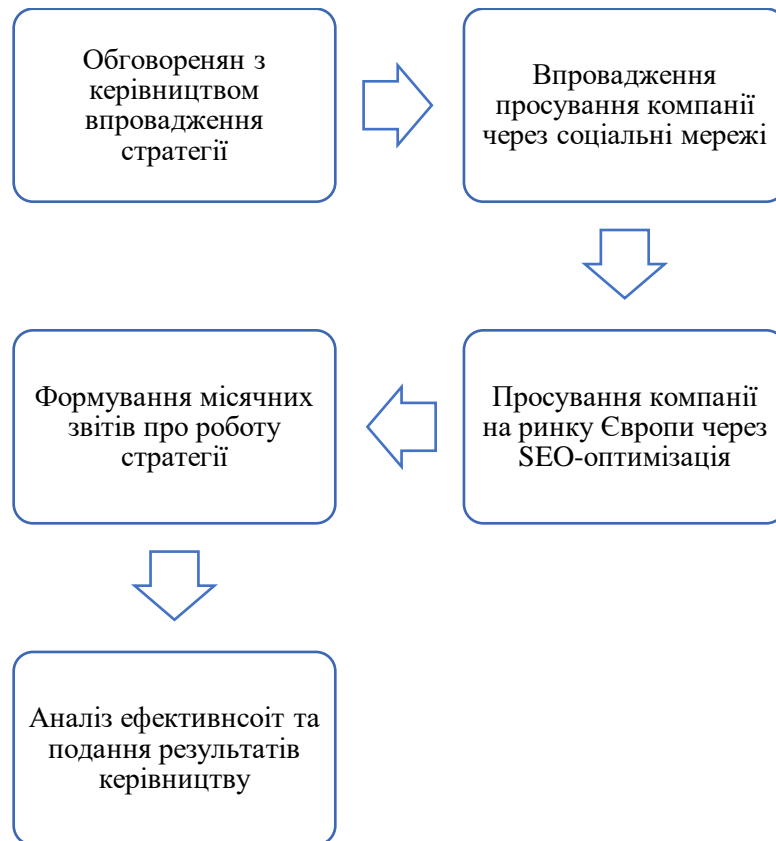 Обговоренян з
керівництвом
впровадження
стратегії
Впровадження
просування компанії
через соціальні мережі
Просування компанії
на ринку Європи через
SEO-оптимізація
Формування місячних
звітів про роботу
стратегії
Аналіз ефективнсоіт та
подання результатів
керівництву